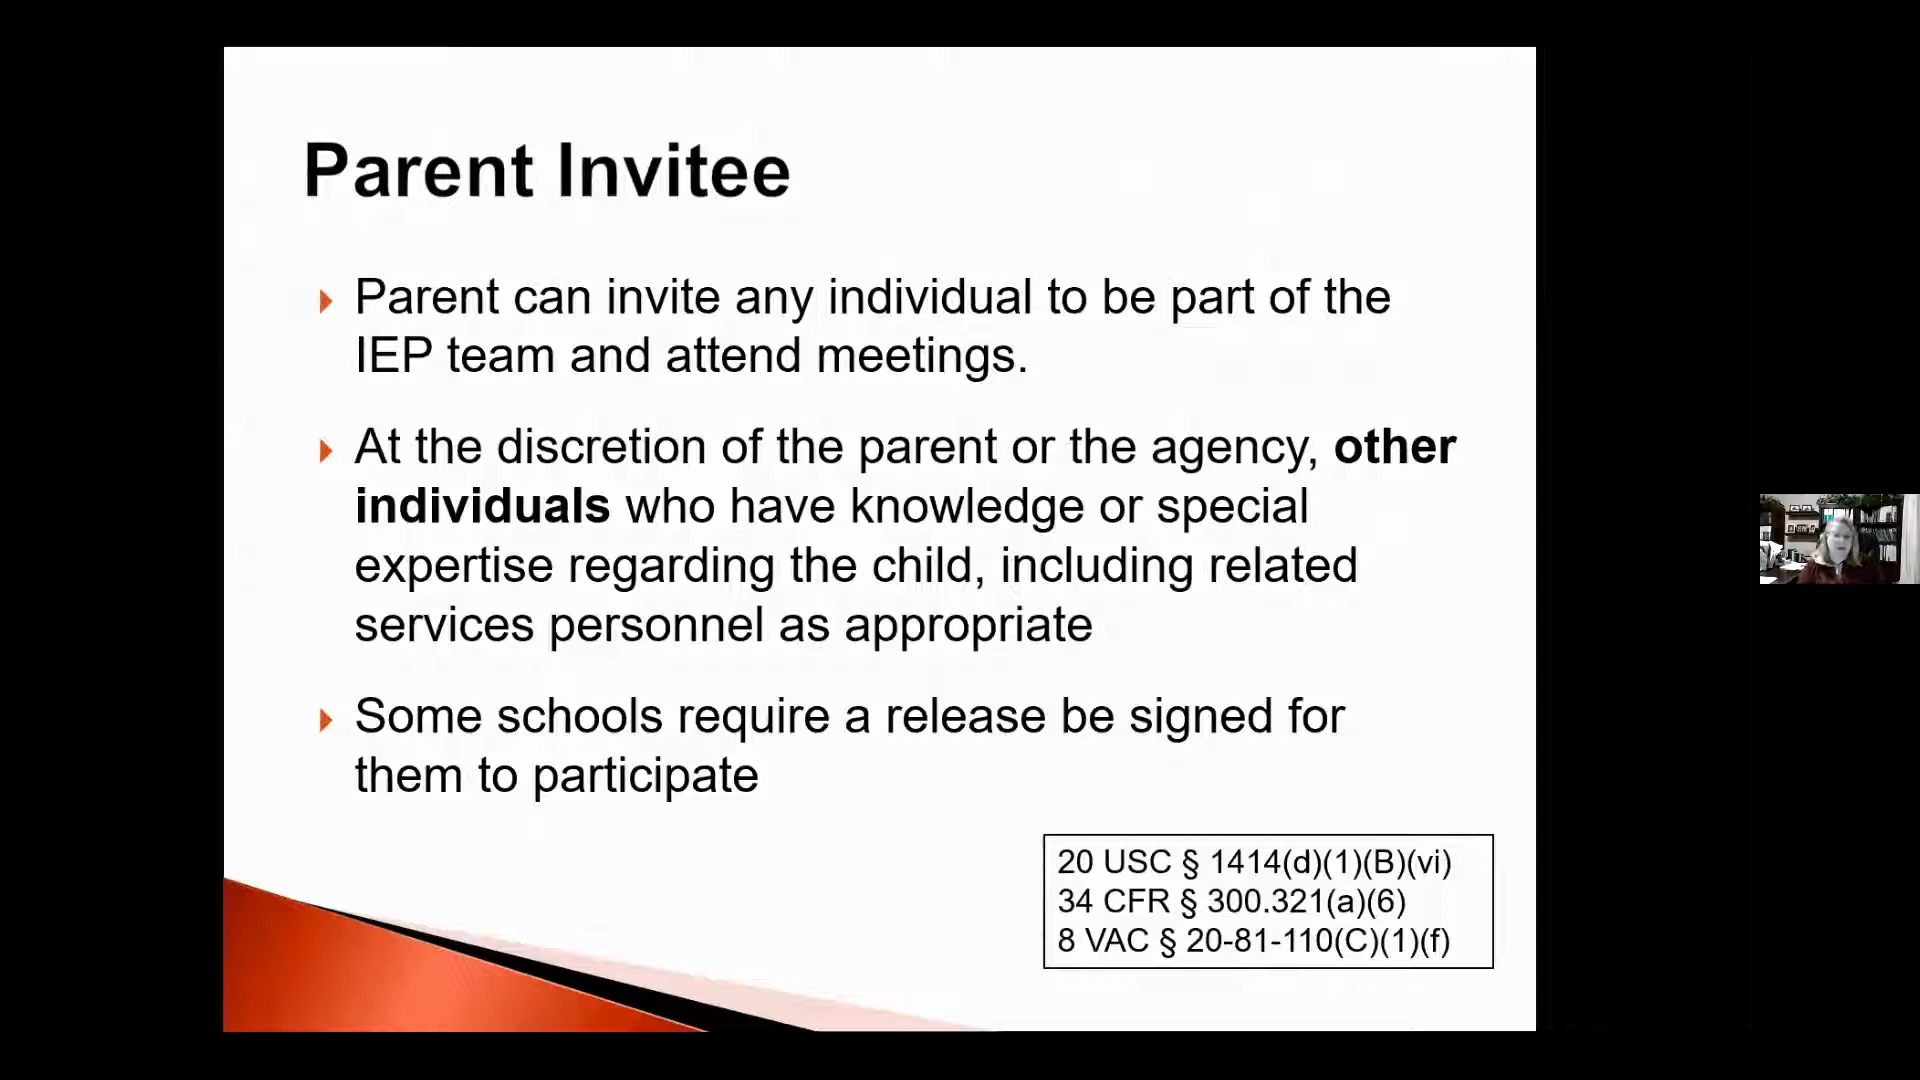 Parent Invitee
Parent can invite any individual to be part of the
IEP team and attend meetings.
At the discretion of the parent or the agency, other
individuals who have knowledge or special
expertise regarding the child, including related
services personnel as appropriate
Some schools require a release be signed for
them to participate
20 USC § 1414(d)(1)(B)(vi)
34 CFR § 300.321(a)(6)
8 VAC § 20-81-110(C)(1)(f)